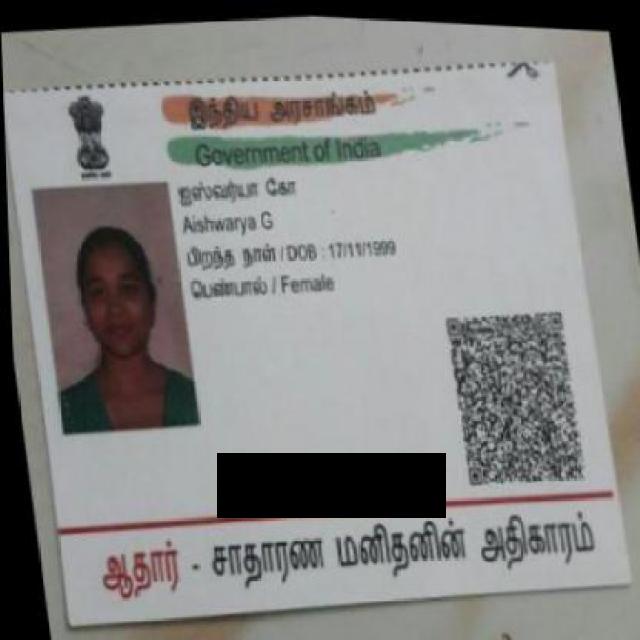 இந்திய அரசாங்கம்
Government of India
ஐஸ்வர்யா கோ
Aishwarya G
பிறந்த நாள் / DOB : 17/11/1999
பெண்பால் / Female
ஆதார் - சாதாரண மனிதனின் அதிகாரம்